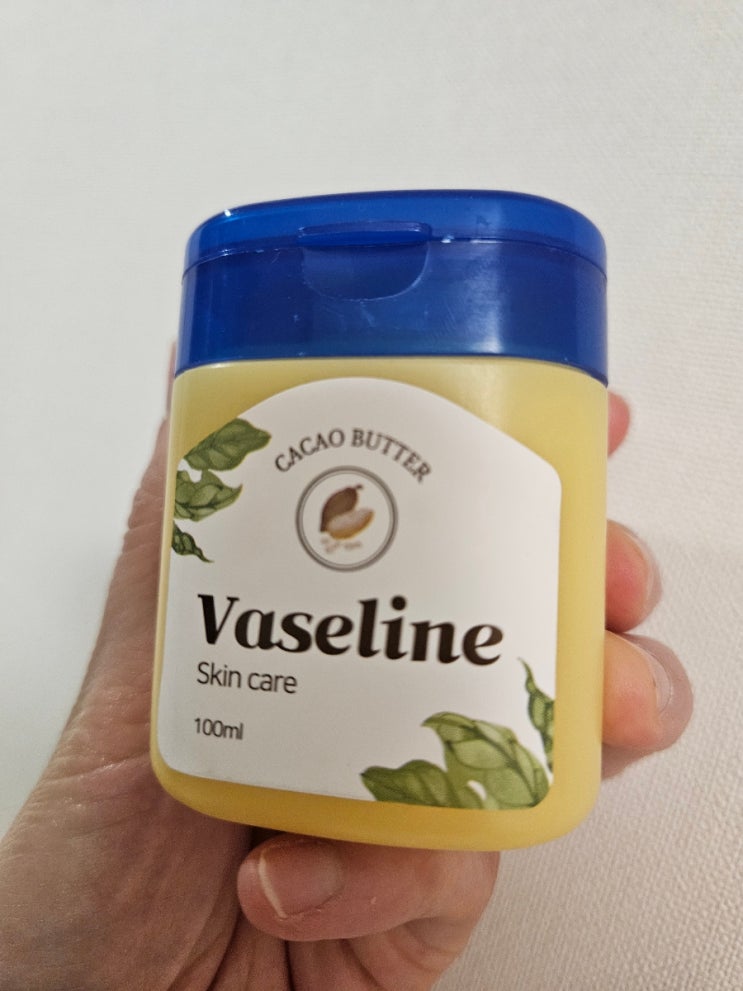 CACAO BUTTER
Vaseline
Skin care
100ml